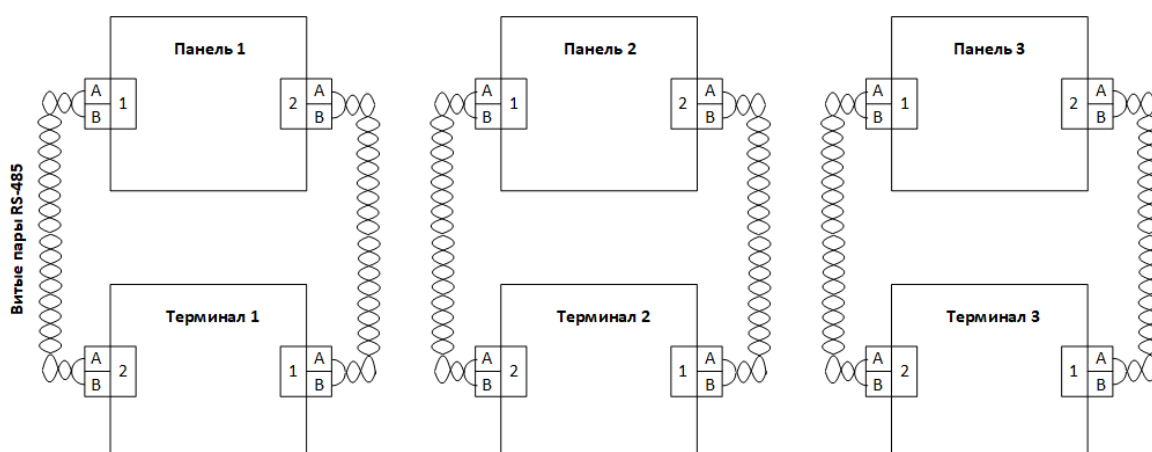 Панель 1 Панель 2 Панель 3
A A A A A A
1 2 1 2 1 2
B B B B B B
Витые пары RS-485
Терминал 1 Терминал 2 Терминал 3
A A A A A A
2 1 2 1 2 1
B B B B B B